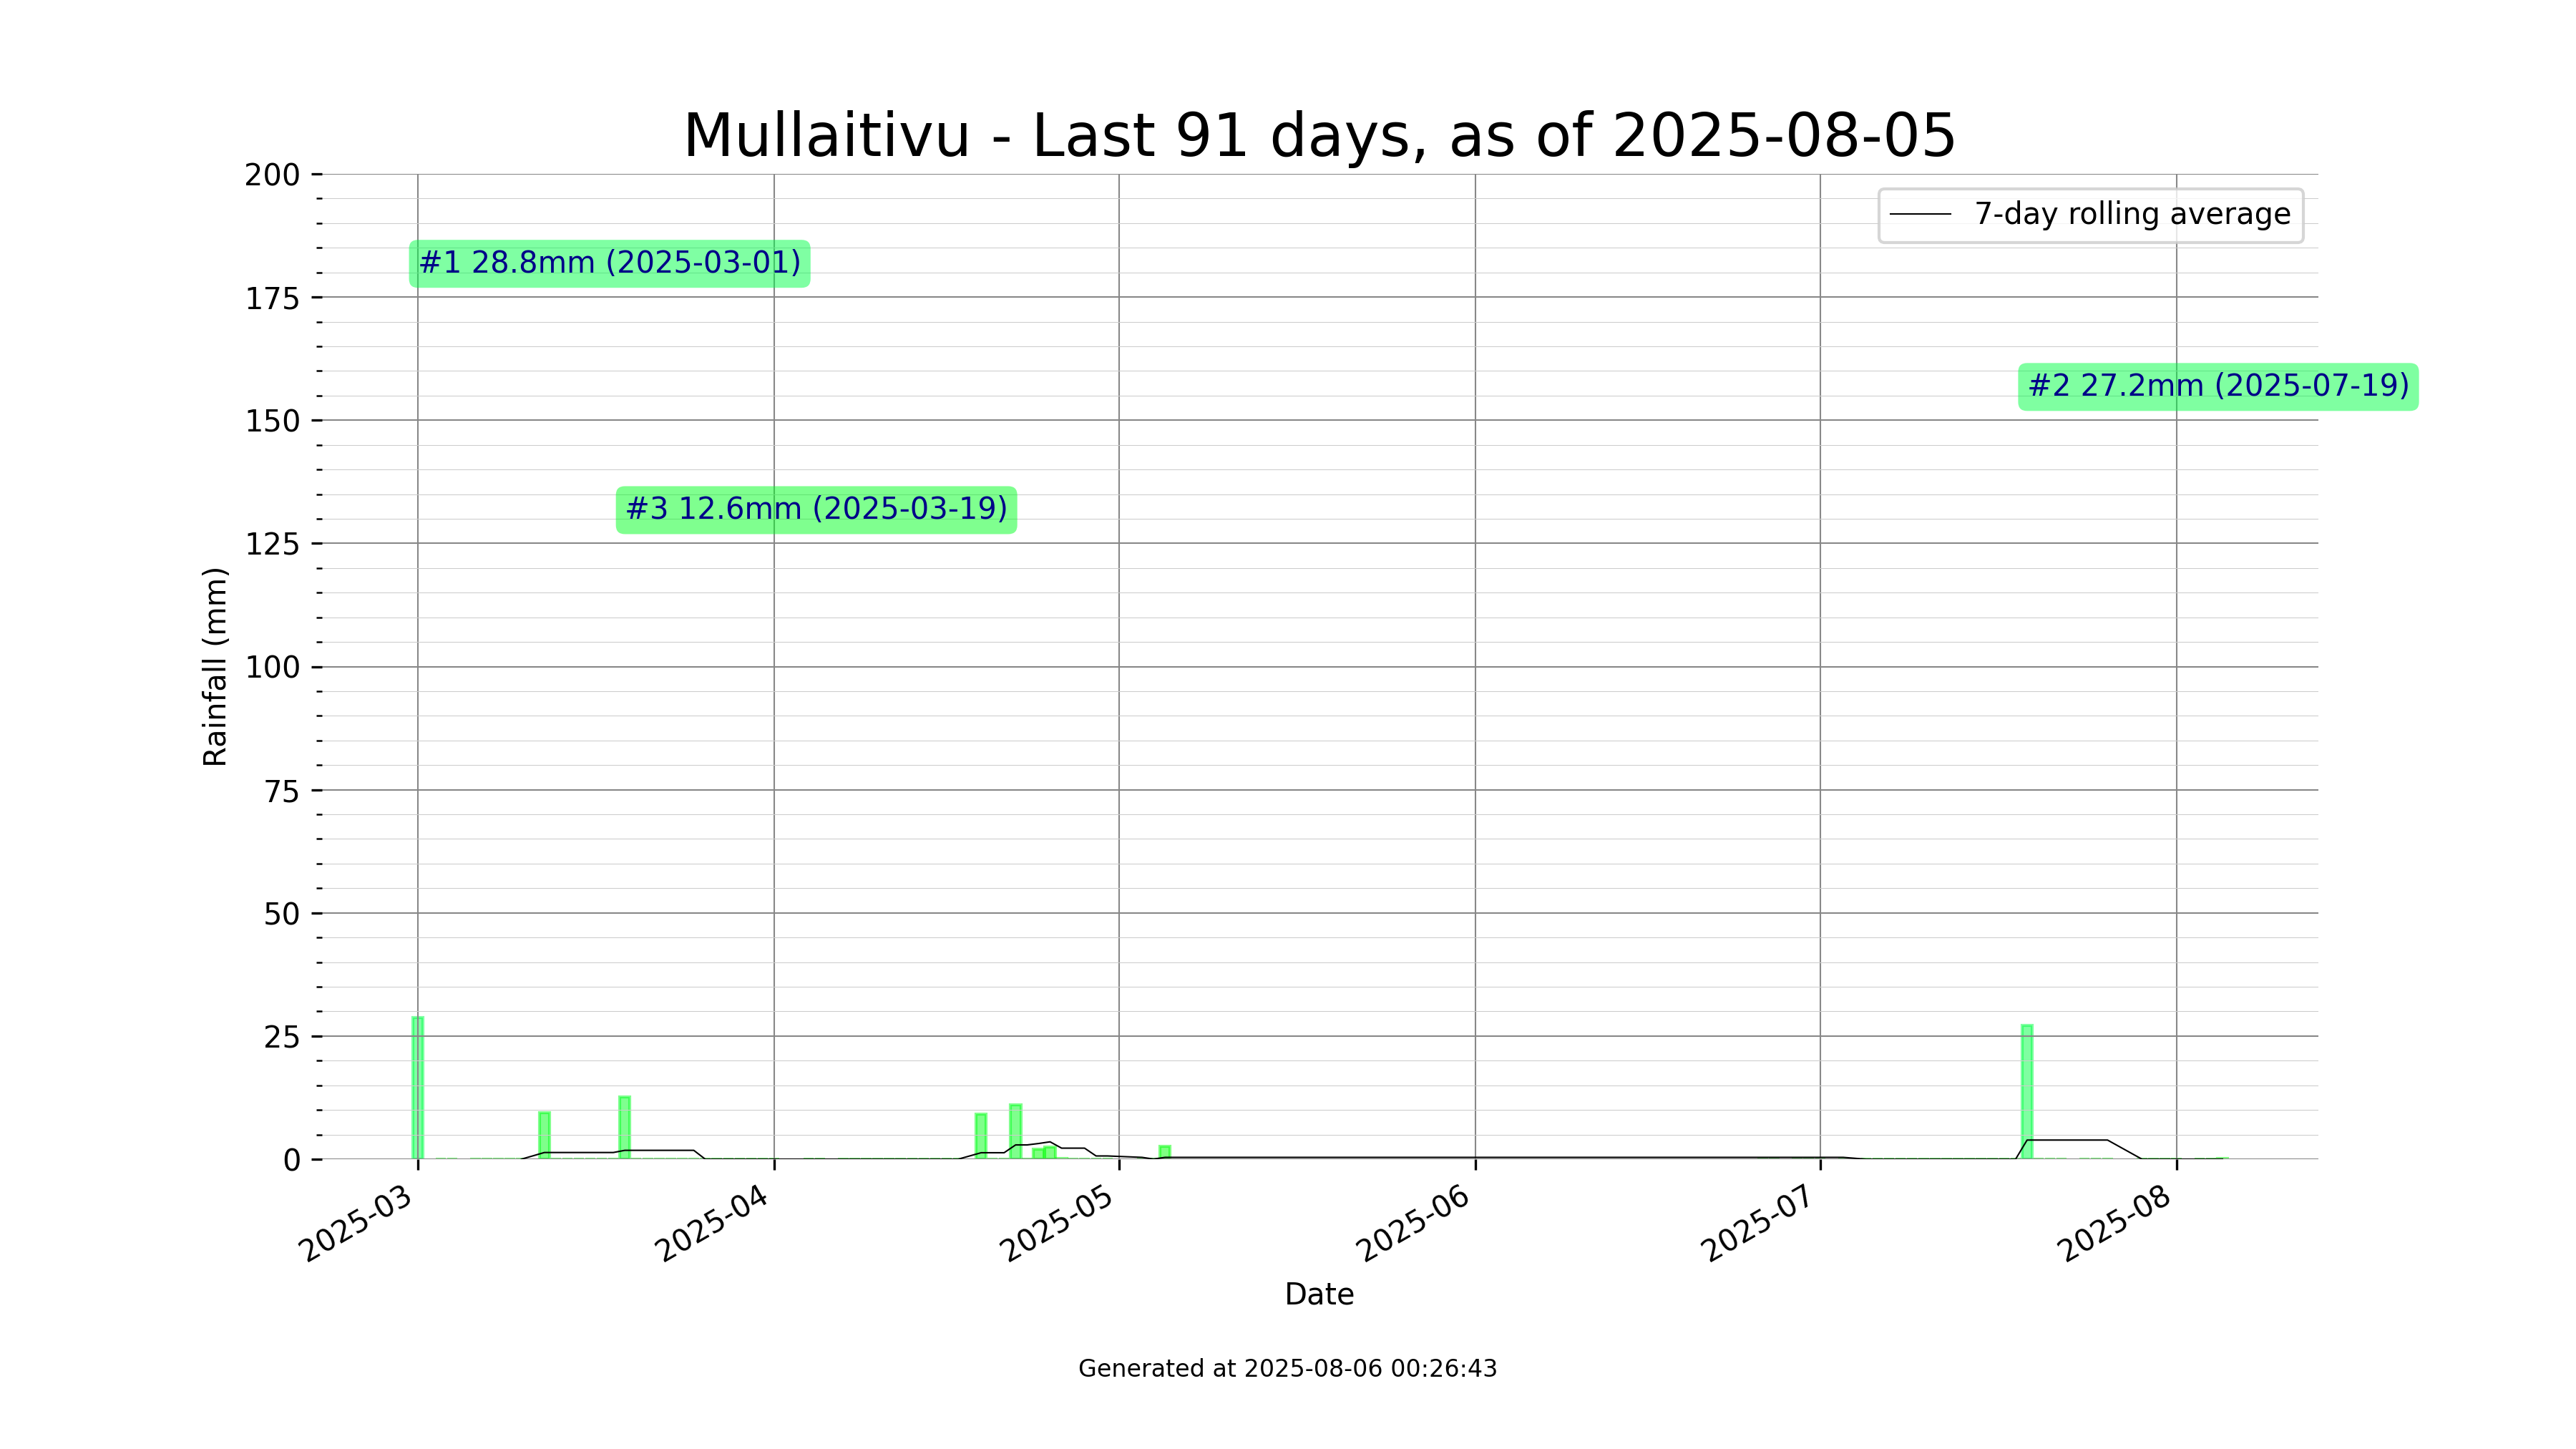 Mullaitivu - Last 91 days, as of 2025-08-05
7-day rolling average
#1 28.8mm (2025-03-01)
#2 27.2mm (2025-07-19)
#3 12.6mm (2025-03-19)
Rainfall (mm)
200
175
150
125
100
75
50
25
0
2025-03
2025-04
2025-05
2025-06
2025-07
2025-08
Date
Generated at 2025-08-06 00:26:43